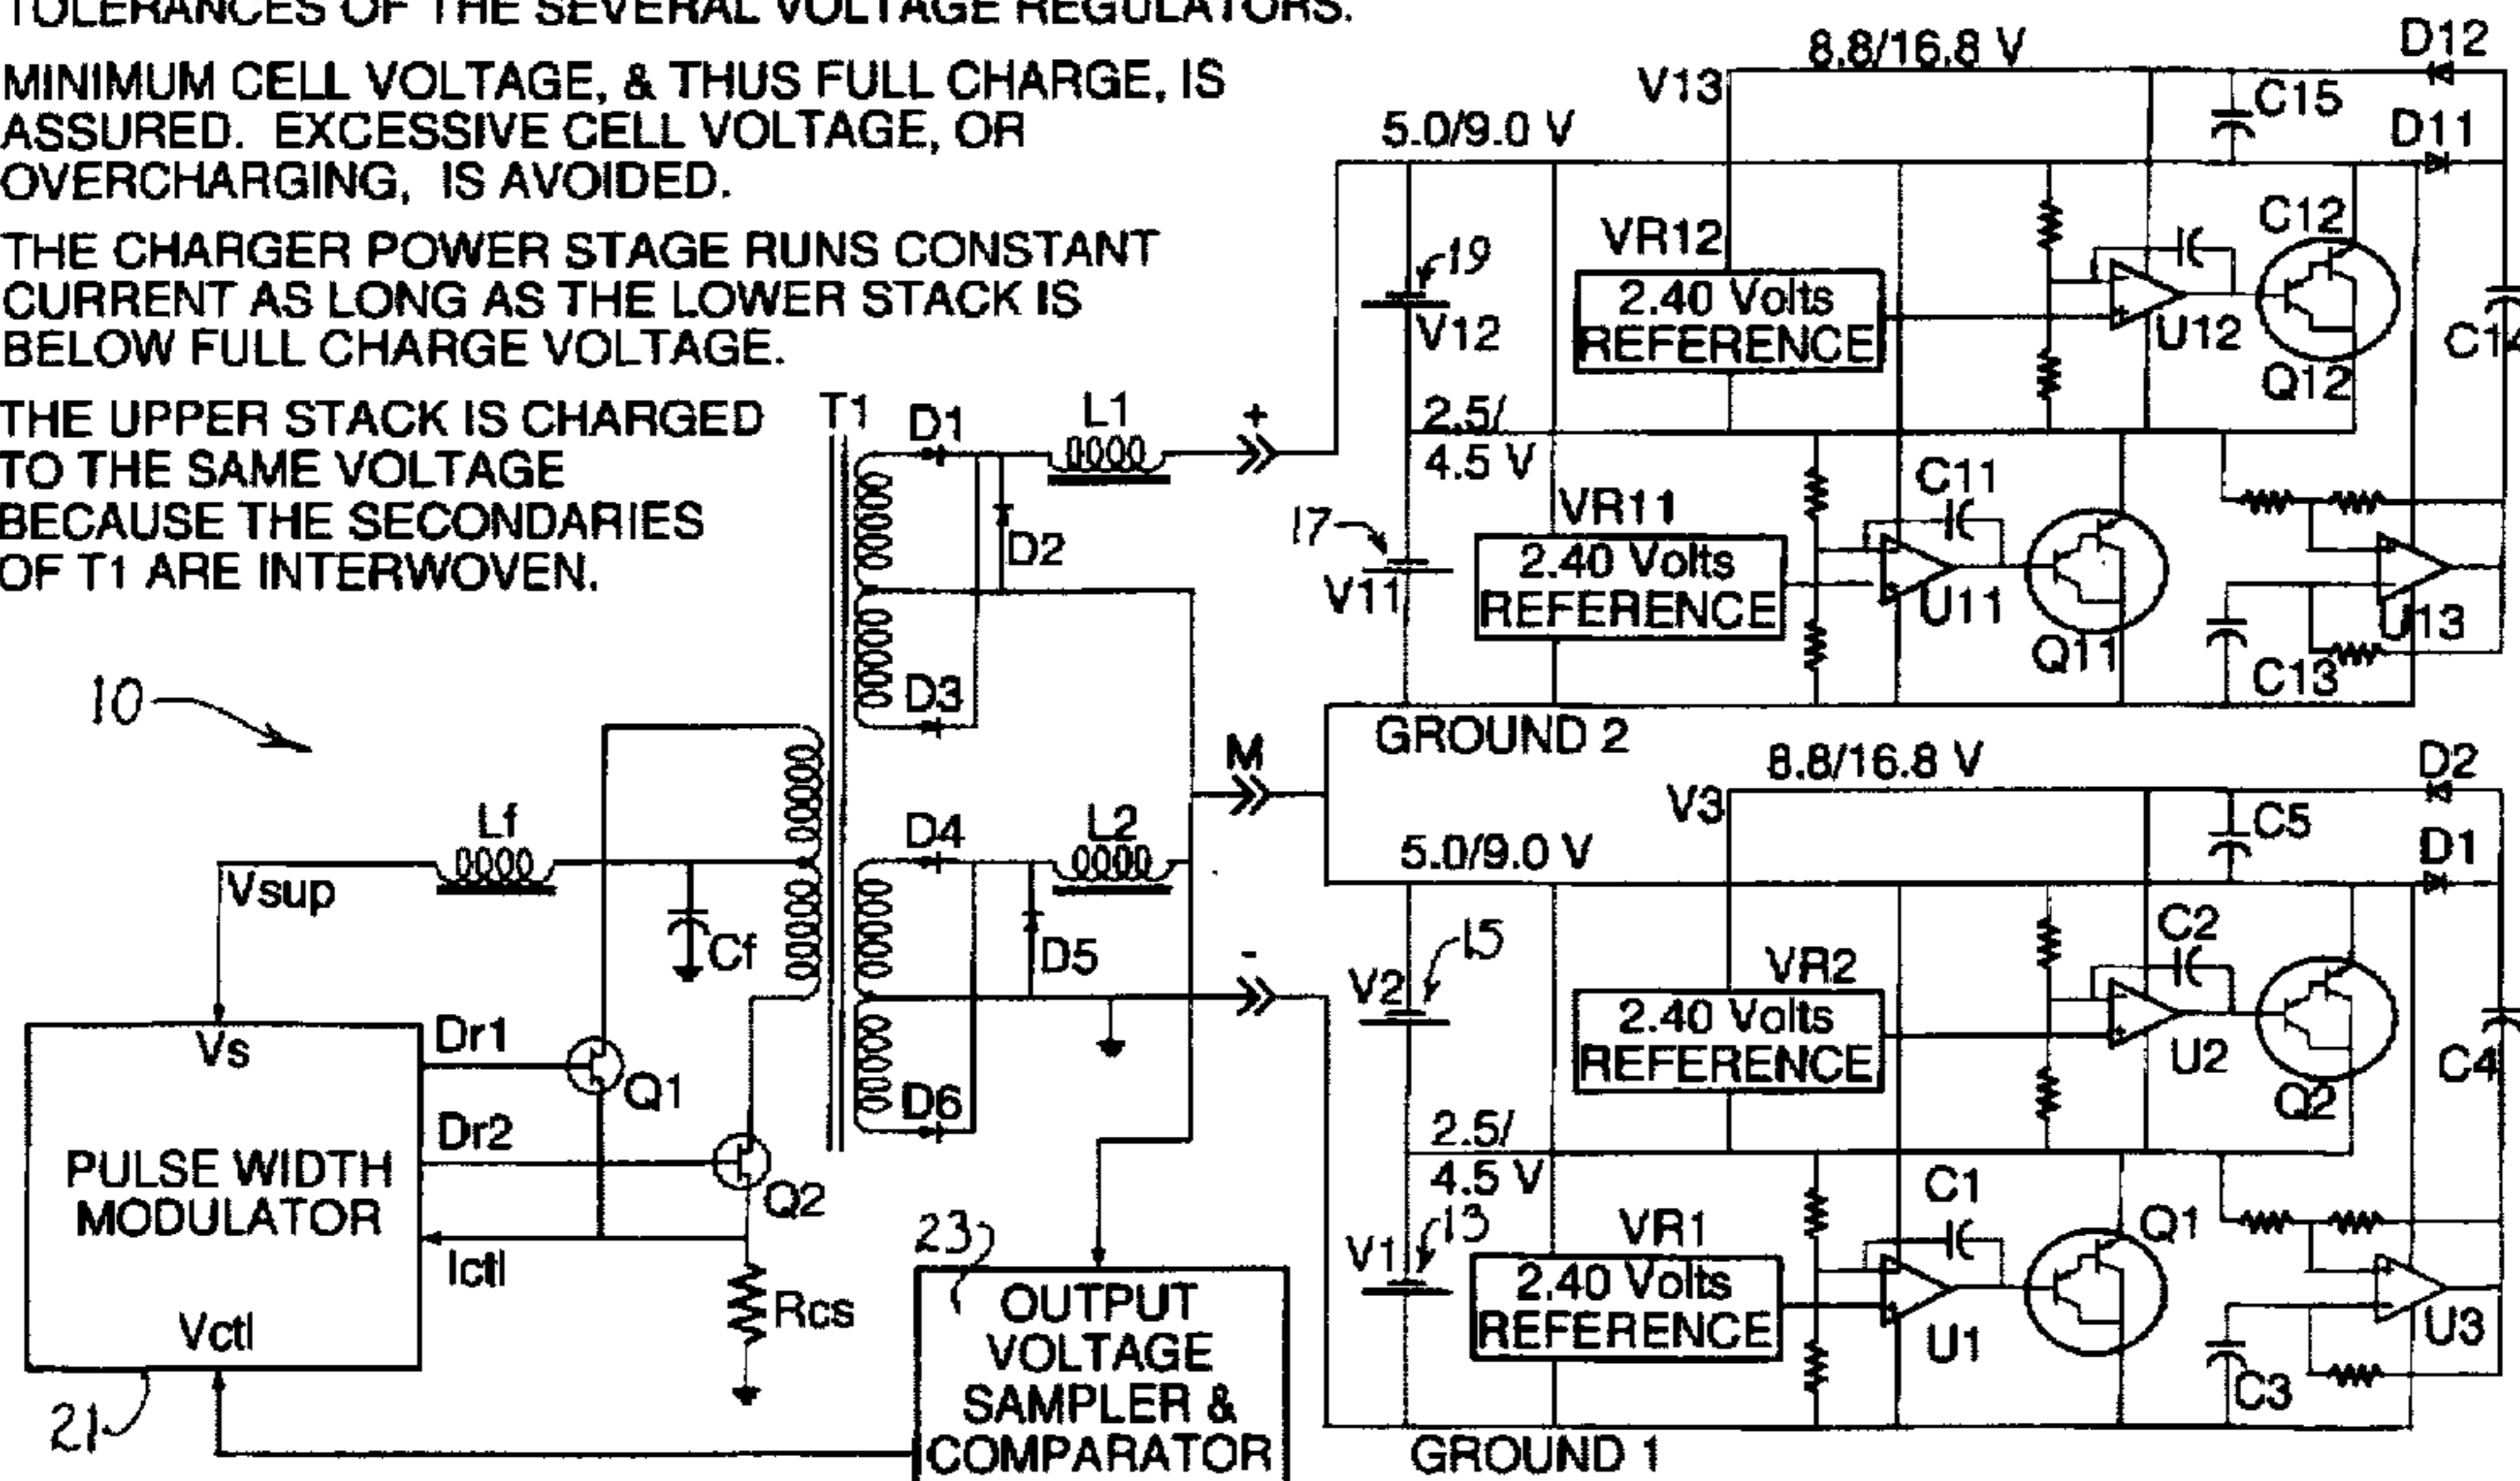 TOLERANCES OF THE SEVERAL VOLTAGE REGULATORS.
MINIMUM CELL VOLTAGE, & THUS FULL CHARGE, IS
ASSURED. EXCESSIVE CELL VOLTAGE, OR
OVERCHARGING, IS AVOIDED.
THE CHARGER POWER STAGE RUNS CONSTANT
CURRENT AS LONG AS THE LOWER STACK IS
BELOW FULL CHARGE VOLTAGE.
THE UPPER STACK IS CHARGED
TO THE SAME VOLTAGE
BECAUSE THE SECONDARIES
OF T1 ARE INTERWOVEN.
10
T1
D1
L1
+
D2
D3
M
D4
L2
D5
-
D6
Lf
Vsup
Cf
Vs
Dr1
Q1
Dr2
PULSE WIDTH
MODULATOR
Q2
Ictl
Rcs
Vctl
21
23
OUTPUT
VOLTAGE
SAMPLER &
COMPARATOR
8.8/16.8 V
D12
V13
C15
5.0/9.0 V
D11
VR12
C12
19
2.40 Volts
REFERENCE
V12
U12
Q12
2.5/
4.5 V
C11
VR11
17
2.40 Volts
REFERENCE
V11
U11
Q11
U13
C13
GROUND 2
8.8/16.8 V
D2
V3
C5
5.0/9.0 V
D1
C2
15
VR2
V2
2.40 Volts
REFERENCE
U2
Q2
C4
2.5/
4.5 V
C1
Q1
VR1
13
V1
2.40 Volts
REFERENCE
U1
U3
C3
GROUND 1